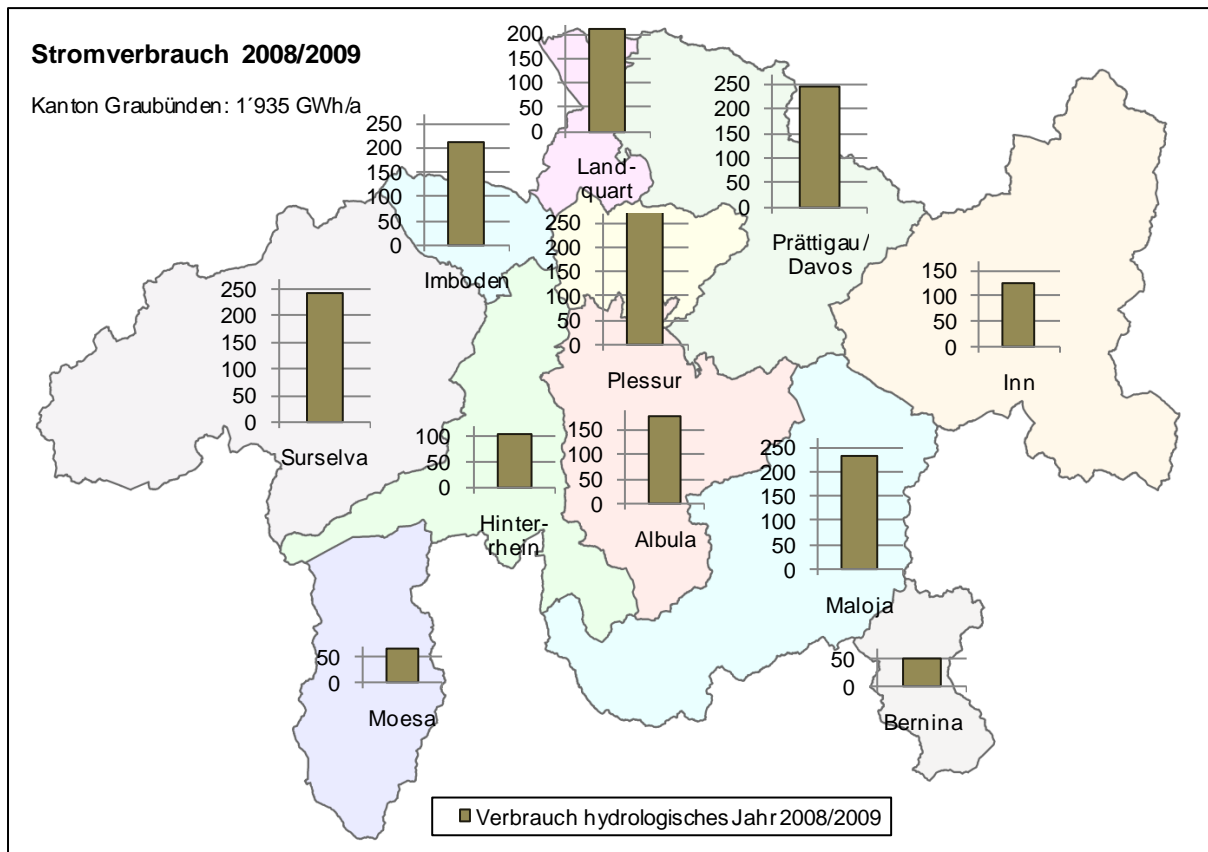 Stromverbrauch 2008/2009
Kanton Graubünden: 1´935 GWh/a
200
150
100
50
0
Land-
quart
250
200
150
100
50
0
Prättigau/
Davos
250
200
150
100
50
0
Imboden
250
200
150
100
50
0
Plessur
150
100
50
0
Inn
250
200
150
100
50
0
Surselva
100
50
0
Hinter-
rhein
150
100
50
0
Albula
250
200
150
100
50
0
Maloja
50
0
Moesa
50
0
Bernina
Verbrauch hydrologisches Jahr 2008/2009